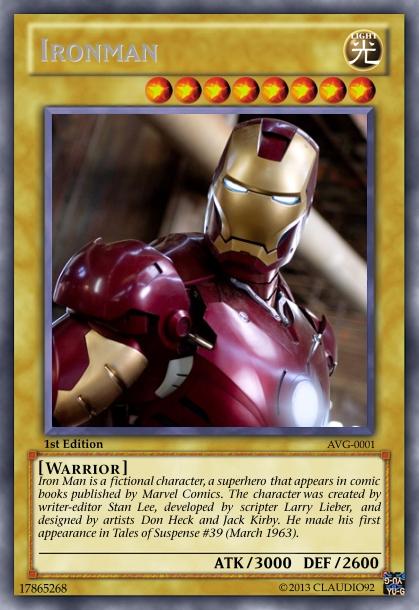 IRONMAN
LIGHT
光
1st Edition
AVG-0001
[WARRIOR]
Iron Man is a fictional character, a superhero that appears in comic
books published by Marvel Comics. The character was created by
writer-editor Stan Lee, developed by scripter Larry Lieber, and
designed by artists Don Heck and Jack Kirby. He made his first
appearance in Tales of Suspense #39 (March 1963).
ATK/3000 DEF/2600
17865268
©2013 CLAUDIO92